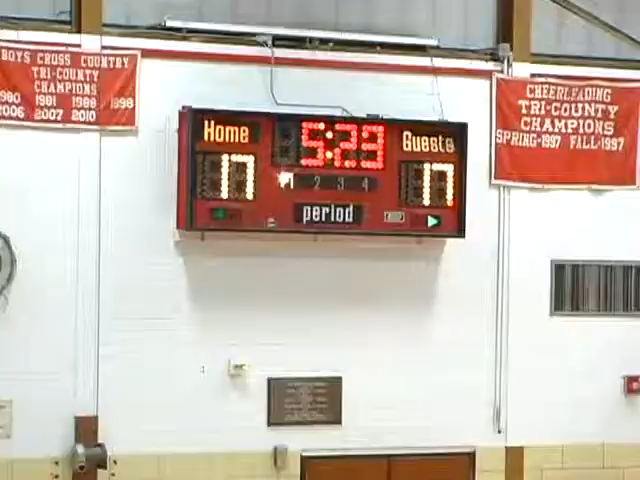 BOYS CROSS COUNTRY
TRI-COUNTY
CHAMPIONS
1980 1981 1988 1998
2006 2007 2010
CHEERLEADING
TRI-COUNTY
CHAMPIONS
SPRING-1997 FALL-1997
Home 5:23 Guests
17 1 2 3 4 17
period